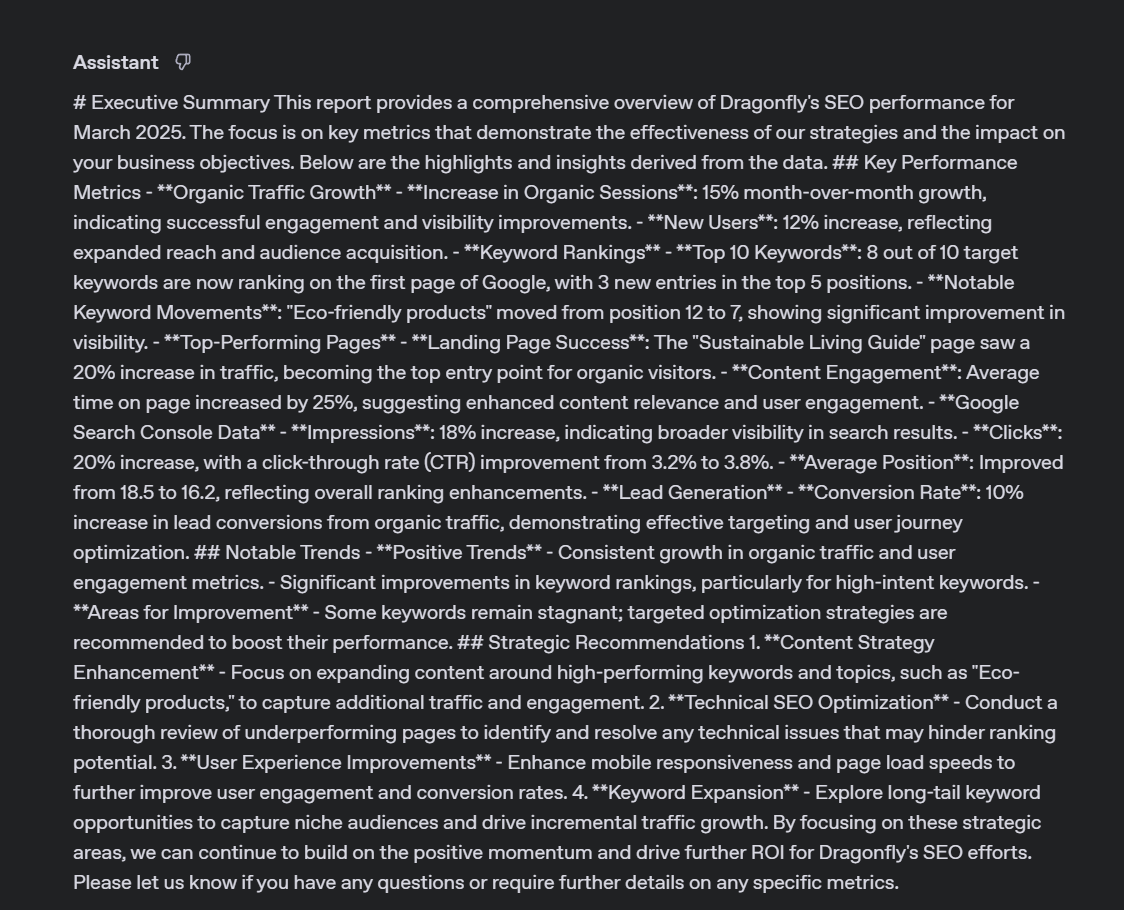 Assistant
# Executive Summary This report provides a comprehensive overview of Dragonfly's SEO performance for
March 2025. The focus is on key metrics that demonstrate the effectiveness of our strategies and the impact on
your business objectives. Below are the highlights and insights derived from the data. ## Key Performance
Metrics - **Organic Traffic Growth** - **Increase in Organic Sessions**: 15% month-over-month growth,
indicating successful engagement and visibility improvements. - **New Users**: 12% increase, reflecting
expanded reach and audience acquisition. - **Keyword Rankings** - **Top 10 Keywords**: 8 out of 10 target
keywords are now ranking on the first page of Google, with 3 new entries in the top 5 positions. - **Notable
Keyword Movements**: "Eco-friendly products" moved from position 12 to 7, showing significant improvement in
visibility. - **Top-Performing Pages** - **Landing Page Success**: The "Sustainable Living Guide" page saw a
20% increase in traffic, becoming the top entry point for organic visitors. - **Content Engagement**: Average
time on page increased by 25%, suggesting enhanced content relevance and user engagement. - **Google
Search Console Data** - **Impressions**: 18% increase, indicating broader visibility in search results. - **Clicks**:
20% increase, with a click-through rate (CTR) improvement from 3.2% to 3.8%. - **Average Position**: Improved
from 18.5 to 16.2, reflecting overall ranking enhancements. - **Lead Generation** - **Conversion Rate**: 10%
increase in lead conversions from organic traffic, demonstrating effective targeting and user journey
optimization. ## Notable Trends - **Positive Trends** - Consistent growth in organic traffic and user
engagement metrics. - Significant improvements in keyword rankings, particularly for high-intent keywords. -
**Areas for Improvement** - Some keywords remain stagnant; targeted optimization strategies are
recommended to boost their performance. ## Strategic Recommendations 1. **Content Strategy
Enhancement** - Focus on expanding content around high-performing keywords and topics, such as "Eco-
friendly products," to capture additional traffic and engagement. 2. **Technical SEO Optimization** - Conduct a
thorough review of underperforming pages to identify and resolve any technical issues that may hinder ranking
potential. 3. **User Experience Improvements** - Enhance mobile responsiveness and page load speeds to
further improve user engagement and conversion rates. 4. **Keyword Expansion** - Explore long-tail keyword
opportunities to capture niche audiences and drive incremental traffic growth. By focusing on these strategic
areas, we can continue to build on the positive momentum and drive further ROI for Dragonfly's SEO efforts.
Please let us know if you have any questions or require further details on any specific metrics.